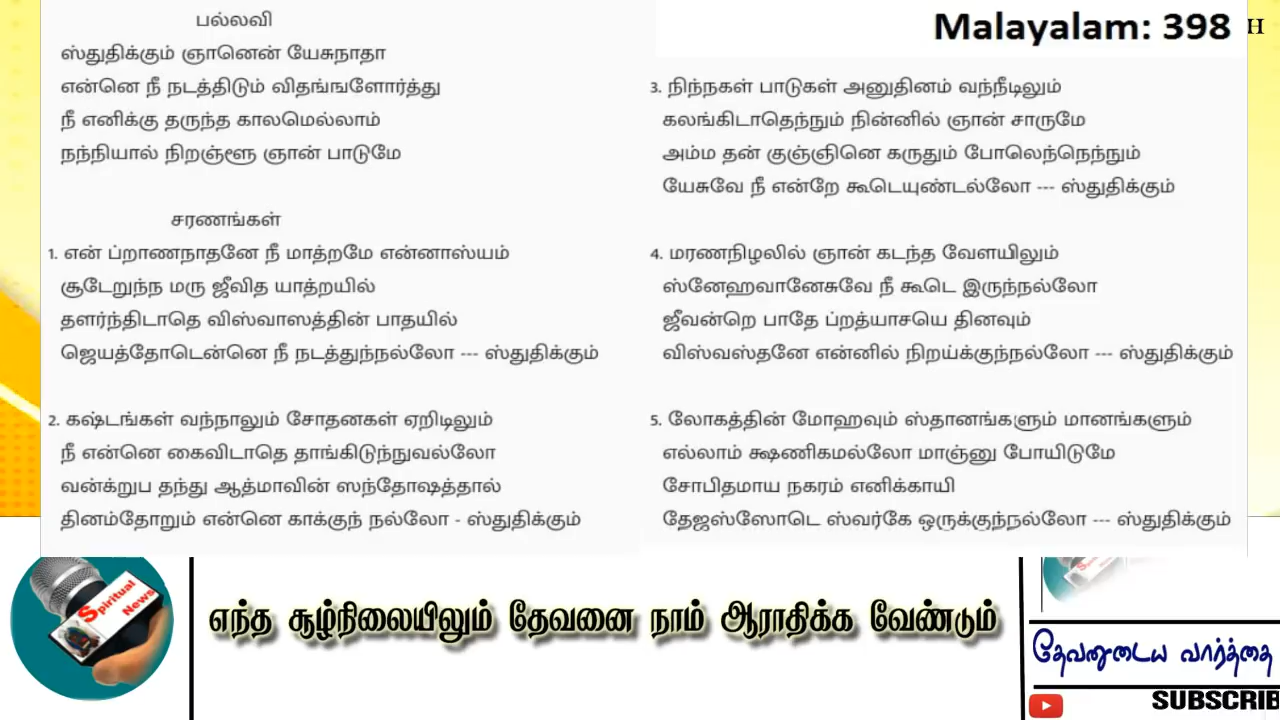 பல்லவி
ஸ்துதிக்கும் ஞானென் யேசுநாதா
என்னெ நீ நடத்திடும் விதங்ஙளோர்த்து
நீ எனிக்கு தருந்த காலமெல்லாம்
நந்நியால் நிறஞ்ளூ ஞான் பாடுமே
சரணங்கள்
1. என் ப்றாணநாதனே நீ மாத்றமே என்னாஸ்யம்
சூடேறுந்ந மரு ஜீவித யாத்றயில்
தளர்ந்திடாதெ விஸ்வாஸத்தின் பாதயில்
ஜெயத்தோடென்னெ நீ நடத்துந்நல்லோ --- ஸ்துதிக்கும்
2. கஷ்டங்கள் வந்நாலும் சோதனகள் ஏறிடிலும்
நீ என்னெ கைவிடாதெ தாங்கிடுந்நுவல்லோ
வன்க்றுப தந்து ஆத்மாவின் ஸந்தோஷத்தால்
தினம்தோறும் என்னெ காக்குந் நல்லோ - ஸ்துதிக்கும்
Malayalam: 398
H
3. நிந்நகள் பாடுகள் அனுதினம் வந்நீடிலும்
கலங்கிடாதெந்நும் நின்னில் ஞான் சாருமே
அம்ம தன் குஞ்ஞினெ கருதும் போலெந்நெந்நும்
யேசுவே நீ என்றே கூடெயுண்டல்லோ --- ஸ்துதிக்கும்
4. மரணநிழலில் ஞான் கடந்த வேளயிலும்
ஸ்னேஹவானேசுவே நீ கூடெ இருந்நல்லோ
ஜீவன்றெ பாதே ப்றத்யாசயெ தினவும்
விஸ்வஸ்தனே என்னில் நிறய்க்குந்நல்லோ --- ஸ்துதிக்கும்
5. லோகத்தின் மோஹவும் ஸ்தானங்களும் மானங்களும்
எல்லாம் க்ஷணிகமல்லோ மாஞ்னு போயிடுமே
சோபிதமாய நகரம் எனிக்காயி
தேஜஸ்ஸோடெ ஸ்வர்கே ஒருக்குந்நல்லோ --- ஸ்துதிக்கும்
Spiritual
News
எந்த சூழ்நிலையிலும் தேவனை நாம் ஆராதிக்க வேண்டும்
தேவனுடைய வார்த்தை
SUBSCRIB